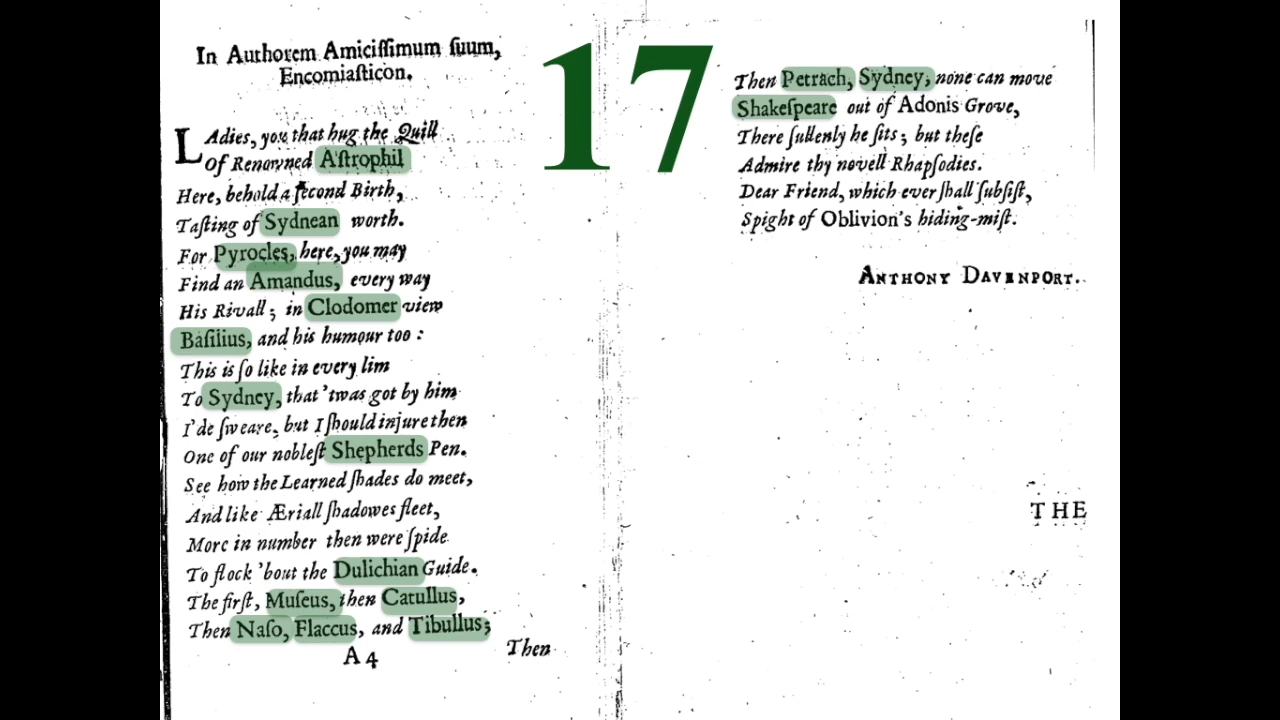 In Authorem Amiciſſimum ſuum,
Encomiaſticon.
LAdies, you that hug the Quill
of Renowned Aſtrophil
Here, behold a ſecond Birth,
Taſting of Sydnean worth.
For Pyrocles, here, you may
Find an Amandus, every way
His Rivall; in Clodomer view
Baſilius, and his humour too:
This is ſo like in every lim
To Sydney, that 'twas got by him
I'de ſweare, but I ſhould injure then
One of our nobleſt Shepherds Pen.
See how the Learned ſhades do meet,
And like Æriall ſhadowes fleet,
More in number then were ſpide
To flock 'bout the Dulichian Guide.
The firſt, Muſeus, then Catullus,
Then Naſo, Flaccus, and Tibullus;
A 4
Then
17
Then Petrach, Sydney, none can move
Shakeſpeare out of Adonis Grove,
There ſullenly he ſits; but theſe
Admire thy novell Rhapſodies.
Dear Friend, which ever ſhall ſubſiſt,
Spight of Oblivion's hiding-miſt.
ANTHONY DAVENPORT.
THE